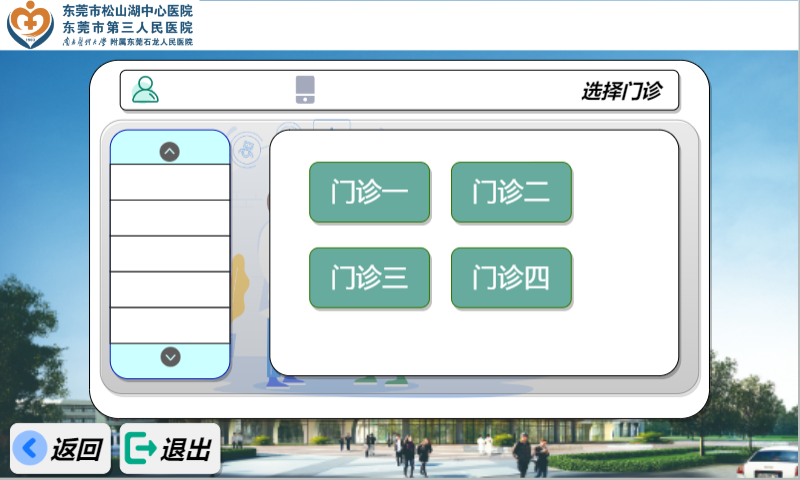 东莞市松山湖中心医院
东莞市第三人民医院
南方医科大学 附属东莞石龙人民医院
选择门诊
门诊一
门诊二
门诊三
门诊四
返回
退出